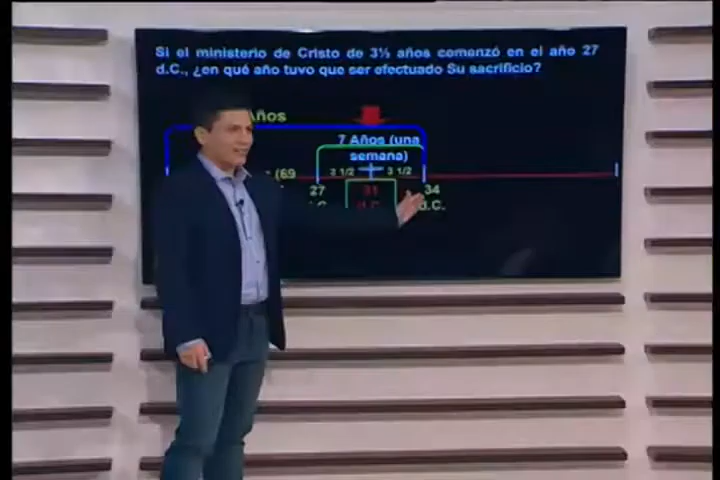 Si el ministerio de Cristo de 3½ años comenzó en el año 27
d.C., ¿en qué año tuvo que ser efectuado Su sacrificio?
Años
7 Años (una
semana)
(69
3 1/2
3 1/2
27
31
34
d.C.
d.C.